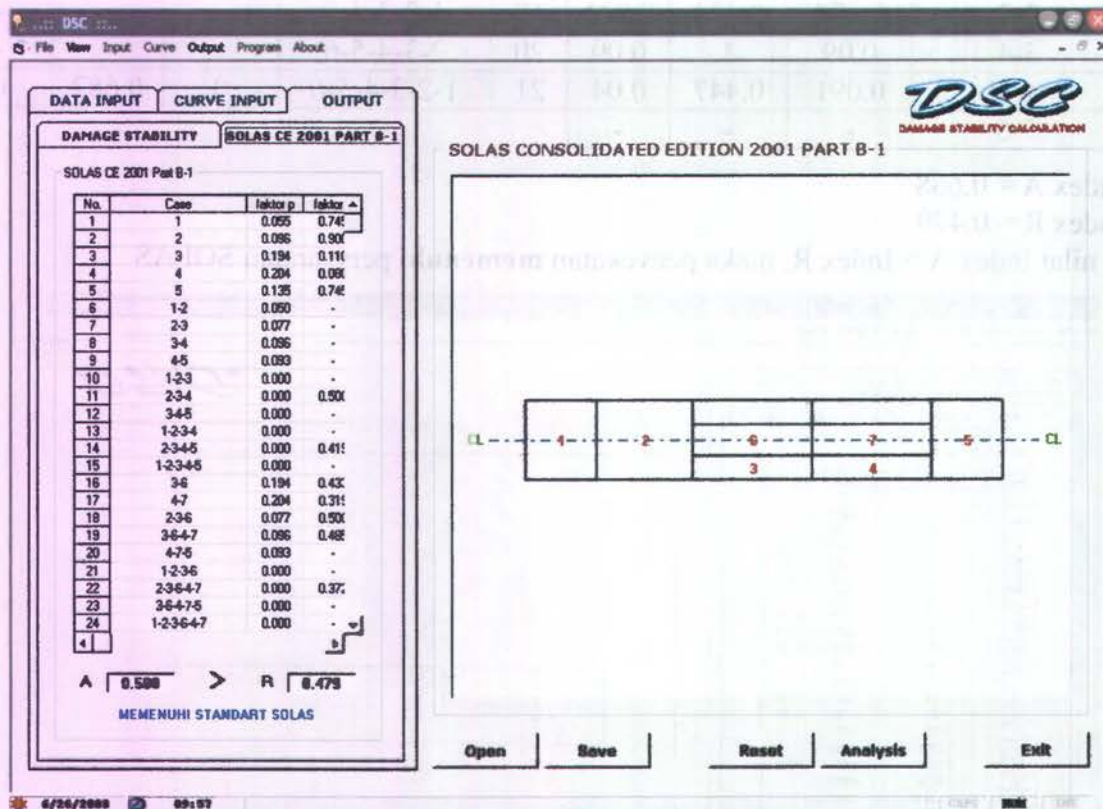 ..:: DSC ::..
File View Input Curve Output Program About
DATA INPUT CURVE INPUT OUTPUT
DAMAGE STABILITY SOLAS CE 2001 PART B-1
SOLAS CE 2001 Part B-1
No. Case faktor p faktor
1 1 0.055 0.745
2 2 0.096 0.900
3 3 0.194 0.110
4 4 0.204
5 5 0.135 0.745
6 1-2 0.050 -
7 2-3 0.077 -
8 3-4 0.096 -
9 4-5 0.093 -
10 1-2-3 0.000 -
11 2-3-4 0.000 0.500
12 3-4-5 0.000 -
13 1-2-3-4 0.000 -
14 2-3-4-5 0.000 0.415
15 1-2-3-4-5 0.000 -
16 3-6 0.194 0.43
17 4-7 0.204 0.319
18 2-3-6 0.077 0.500
19 3-6-4-7 0.096 0.48
20 4-7-5 0.093 -
21 1-2-3-6 0.000 -
22 2-3-6-4-7 0.000 0.37
23 3-6-4-7-5 0.000 -
24 1-2-3-6-4-7 0.000 -
A 0.500 > R 0.479
MEMENUHI STANDART SOLAS
DSC
DAMAGE STABILITY CALCULATION
SOLAS CONSOLIDATED EDITION 2001 PART B-1
CL 1 2 6 7 5 CL
3 4
Open Save Reset Analysis Exit
09:57